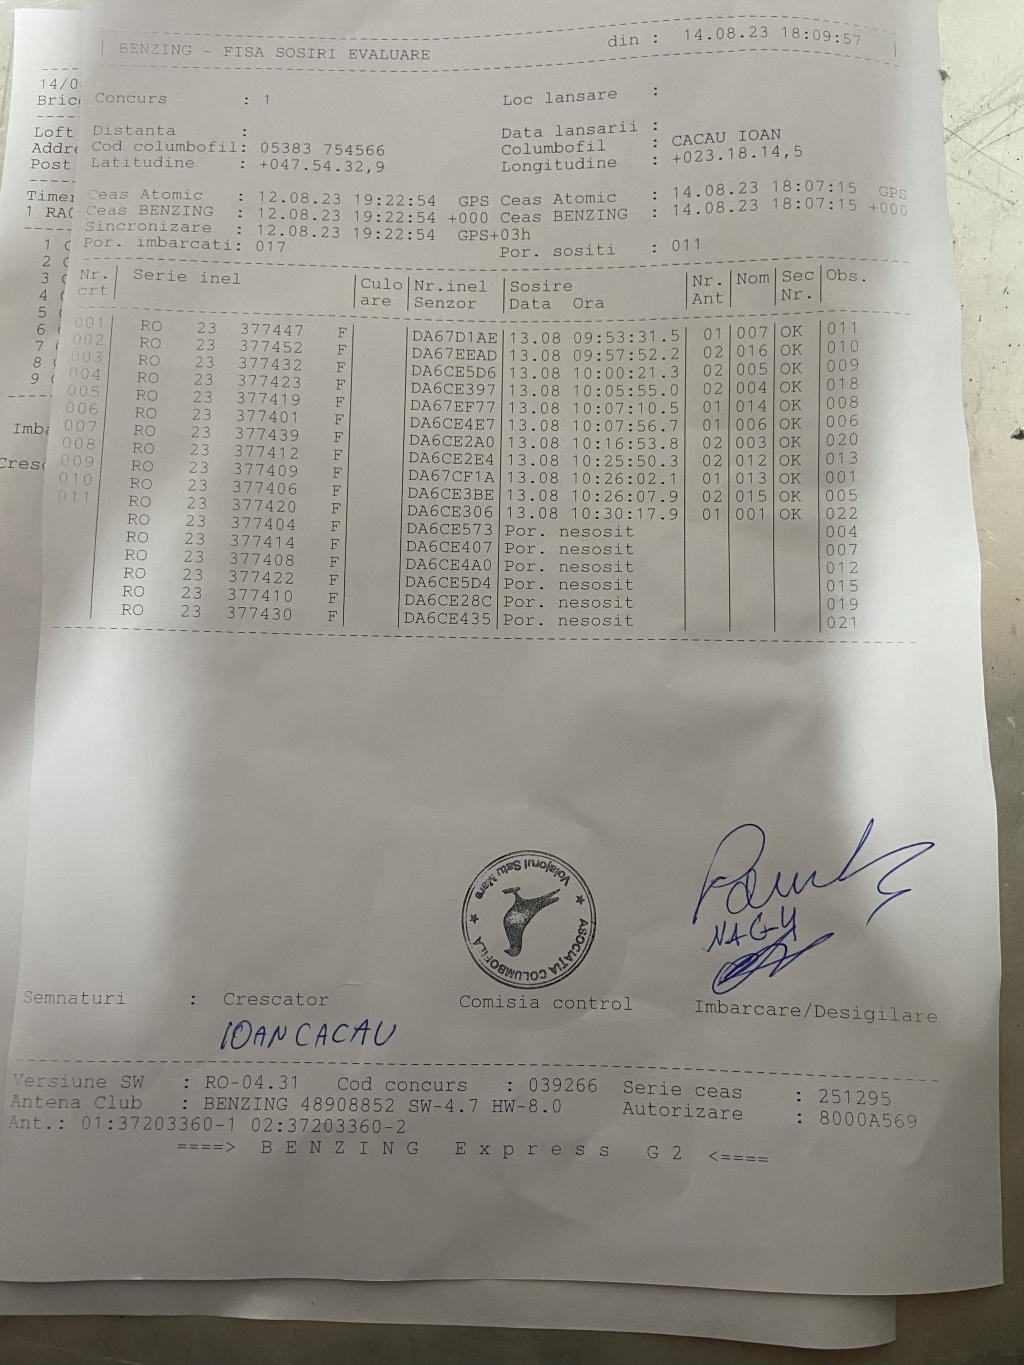 BENZING - FISA SOSIRI EVALUARE din : 14.08.23 18:09:57
Concurs : 1 Loc lansare :
Distanta : Data lansarii :
Cod columbofil: 05383 754566 Columbofil : CACAU IOAN
Latitudine : +047.54.32,9 Longitudine : +023.18.14,5
Ceas Atomic : 12.08.23 19:22:54 GPS Ceas Atomic : 14.08.23 18:07:15 GPS
Ceas BENZING : 12.08.23 19:22:54 +000 Ceas BENZING : 14.08.23 18:07:15 +000
Sincronizare : 12.08.23 19:22:54 GPS+03h
Por. imbarcati: 017 Por. sositi : 011
Nr. Serie inel Culo Nr.inel Sosire Nr. Nom Sec Obs.
crt are Senzor Data Ora Ant Nr.
001 RO 23 377447 F DA67D1AE 13.08 09:53:31.5 01 007 OK 011
002 RO 23 377452 F DA67EEAD 13.08 09:57:52.2 02 016 OK 010
003 RO 23 377432 F DA6CE5D6 13.08 10:00:21.3 02 005 OK 009
004 RO 23 377423 F DA6CE397 13.08 10:05:55.0 02 004 OK 018
005 RO 23 377419 F DA67EF77 13.08 10:07:10.5 01 014 OK 008
006 RO 23 377401 F DA6CE4E7 13.08 10:07:56.7 01 006 OK 006
007 RO 23 377439 F DA6CE2A0 13.08 10:16:53.8 02 003 OK 020
008 RO 23 377412 F DA6CE2E4 13.08 10:25:50.3 02 012 OK 013
009 RO 23 377409 F DA67CF1A 13.08 10:26:02.1 01 013 OK 001
010 RO 23 377406 F DA6CE3BE 13.08 10:26:07.9 02 015 OK 005
011 RO 23 377420 F DA6CE306 13.08 10:30:17.9 01 001 OK 022
RO 23 377404 F DA6CE573 Por. nesosit 004
RO 23 377414 F DA6CE407 Por. nesosit 007
RO 23 377408 F DA6CE4A0 Por. nesosit 012
RO 23 377422 F DA6CE5D4 Por. nesosit 015
RO 23 377410 F DA6CE28C Por. nesosit 019
RO 23 377430 F DA6CE435 Por. nesosit 021
ASOCIAȚIA COLUMBOFILĂ
Volajorul Satu Mare
NAGY
Semnaturi : Crescator Comisia control Imbarcare/Desigilare
IOAN CACAU
Versiune SW : RO-04.31 Cod concurs : 039266 Serie ceas : 251295
Antena Club : BENZING 48908852 SW-4.7 HW-8.0 Autorizare : 8000A569
Ant.: 01:37203360-1 02:37203360-2
====> BENZING Express G2 <====
Loft
Post
1
2
3
4
5
6
7
8
9